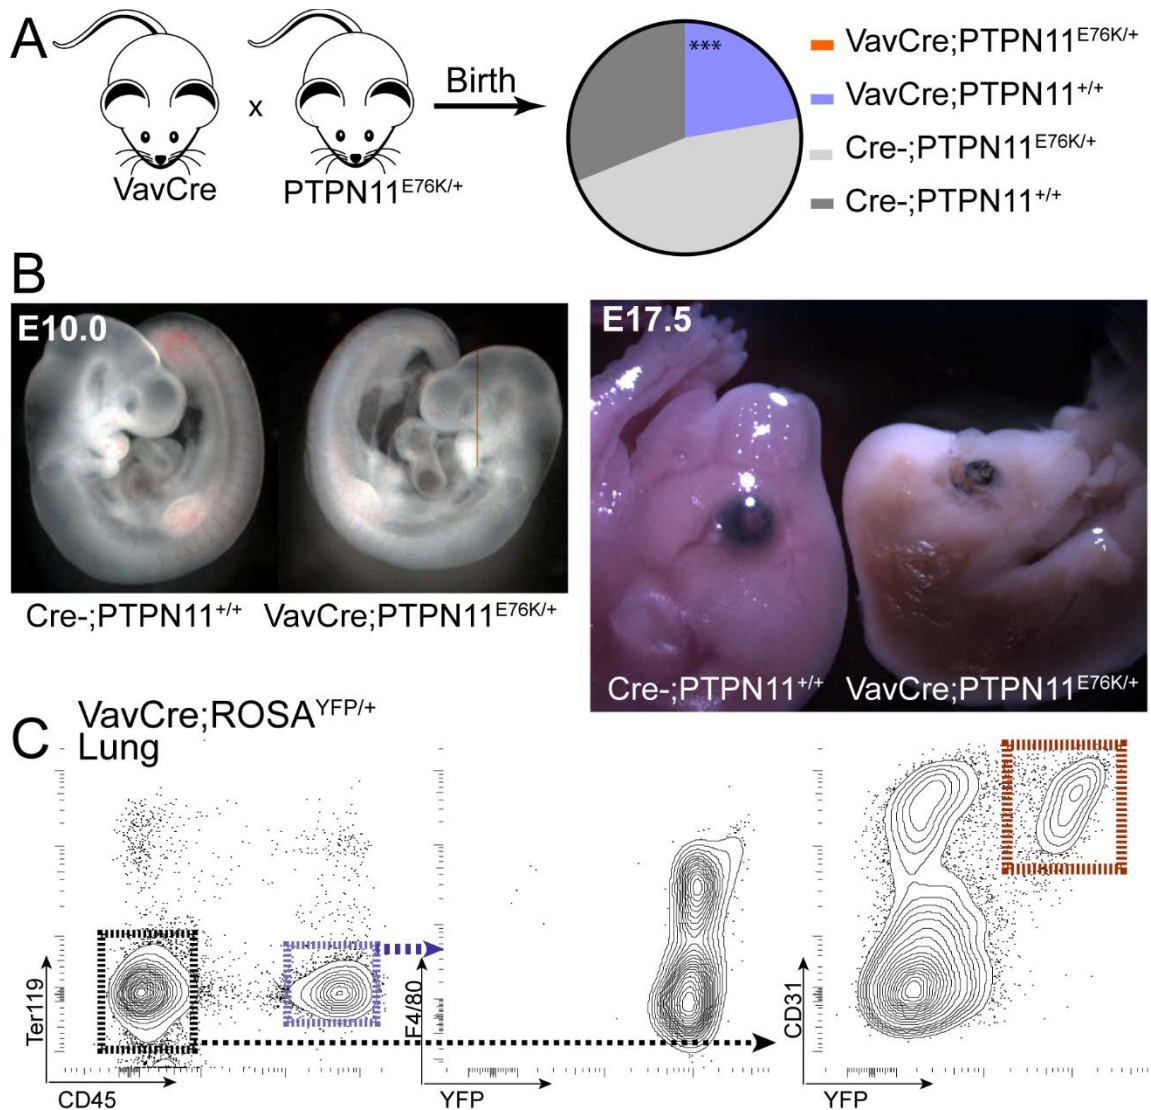 A
VavCre
x
PTPN11E76K/+
Birth
***
VavCre;PTPN11E76K/+
VavCre;PTPN11+/+
Cre-;PTPN11E76K/+
Cre-;PTPN11+/+
B
E10.0
Cre-;PTPN11+/+
VavCre;PTPN11E76K/+
E17.5
Cre-;PTPN11+/+
VavCre;PTPN11E76K/+
C
VavCre;ROSAYFP/+
Lung
Ter119
CD45
F4/80
YFP
CD31
YFP